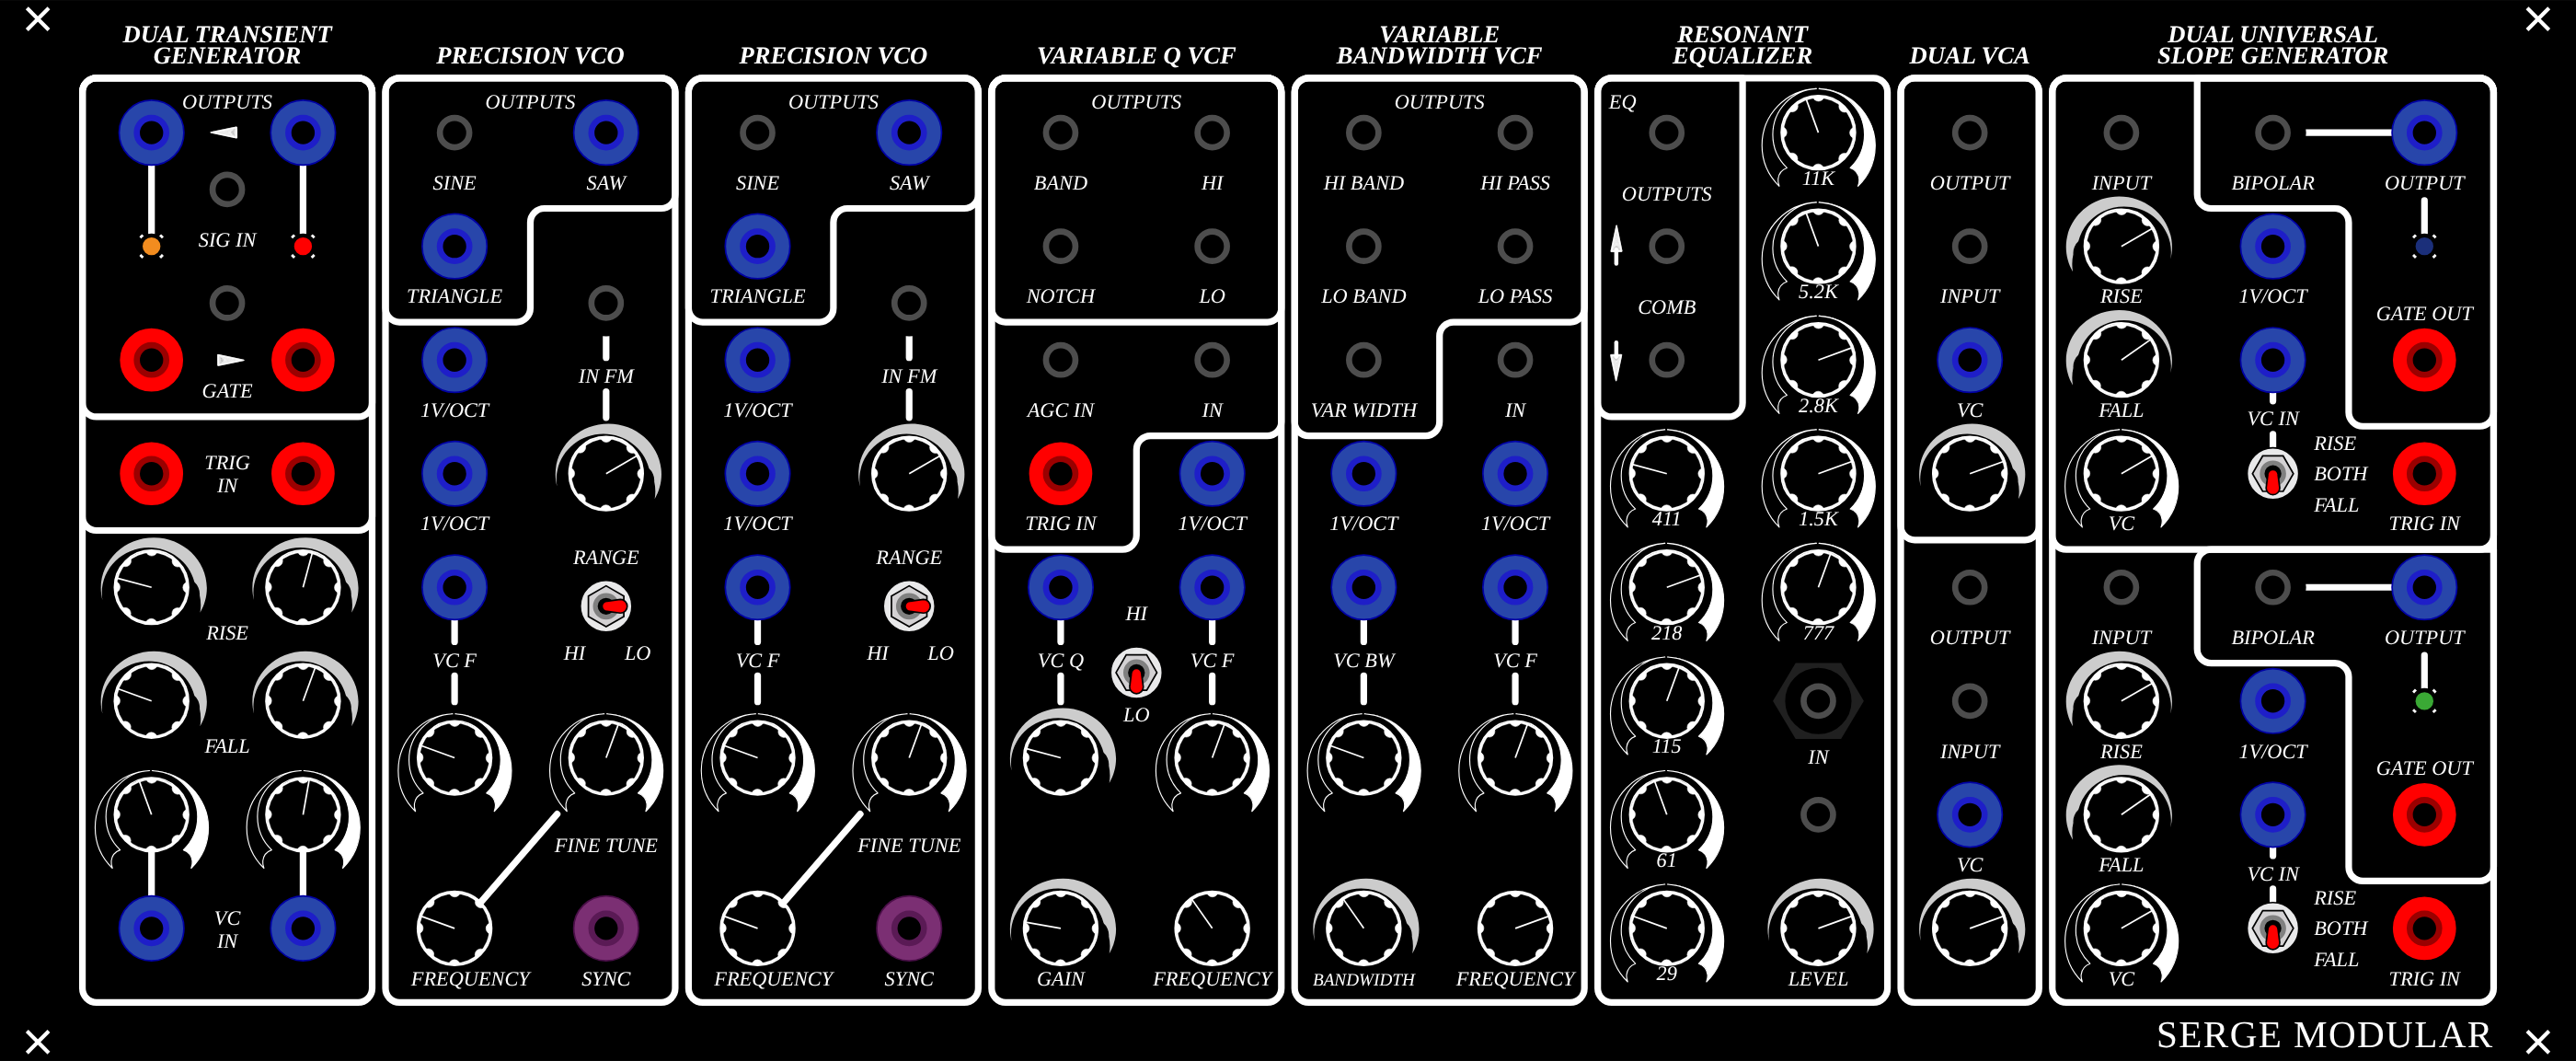 DUAL TRANSIENT
GENERATOR
OUTPUTS
SIG IN
GATE
TRIG
IN
RISE
FALL
VC
IN
PRECISION VCO
OUTPUTS
SINE
SAW
TRIANGLE
IN FM
1V/OCT
1V/OCT
RANGE
HI
LO
VC F
FINE TUNE
FREQUENCY
SYNC
PRECISION VCO
OUTPUTS
SINE
SAW
TRIANGLE
IN FM
1V/OCT
1V/OCT
RANGE
HI
LO
VC F
FINE TUNE
FREQUENCY
SYNC
VARIABLE Q VCF
OUTPUTS
BAND
HI
NOTCH
LO
AGC IN
IN
TRIG IN
1V/OCT
HI
VC Q
VC F
LO
GAIN
FREQUENCY
VARIABLE
BANDWIDTH VCF
OUTPUTS
HI BAND
HI PASS
LO BAND
LO PASS
VAR WIDTH
IN
1V/OCT
1V/OCT
VC BW
VC F
BANDWIDTH
FREQUENCY
RESONANT
EQUALIZER
EQ
11K
OUTPUTS
5.2K
COMB
2.8K
411
1.5K
218
777
115
IN
61
29
LEVEL
DUAL VCA
OUTPUT
INPUT
VC
OUTPUT
INPUT
VC
DUAL UNIVERSAL
SLOPE GENERATOR
INPUT
BIPOLAR
OUTPUT
RISE
1V/OCT
GATE OUT
FALL
VC IN
RISE
BOTH
FALL
VC
TRIG IN
INPUT
BIPOLAR
OUTPUT
RISE
1V/OCT
GATE OUT
FALL
VC IN
RISE
BOTH
FALL
VC
TRIG IN
SERGE MODULAR